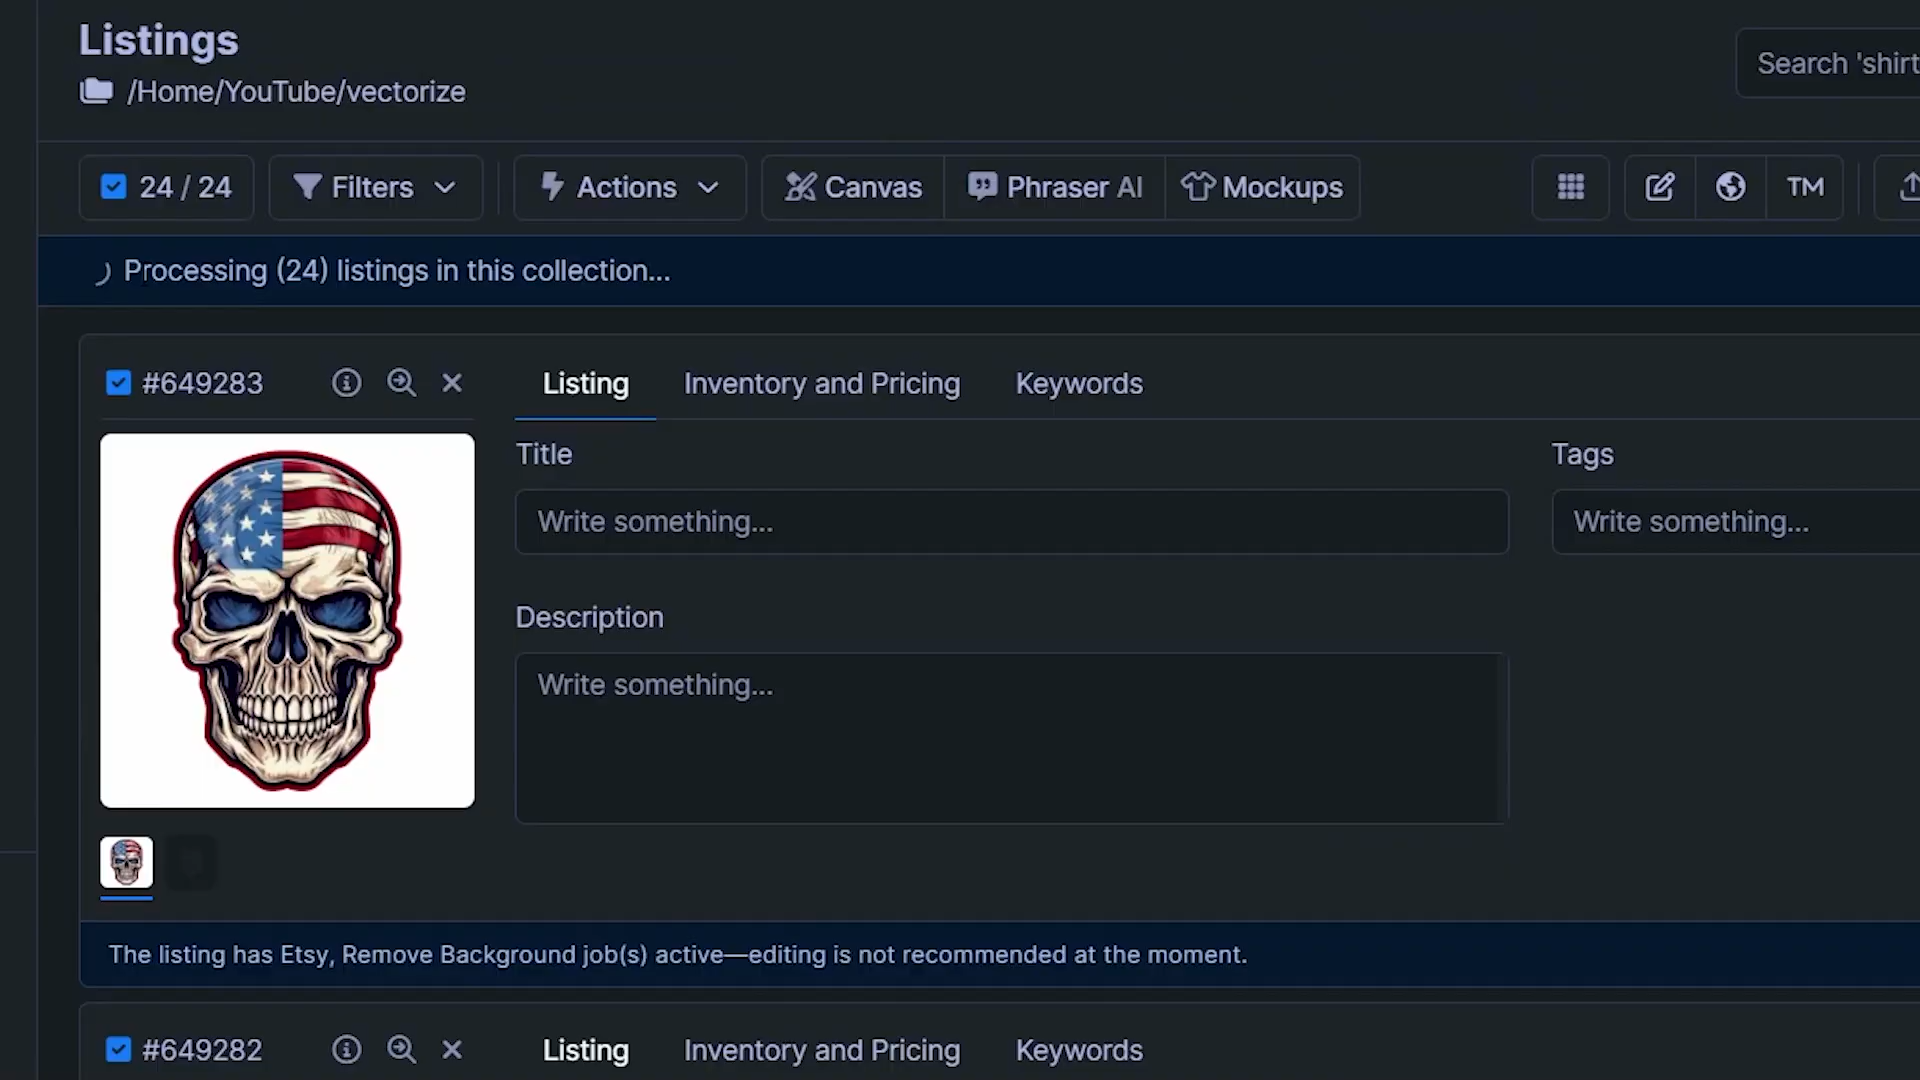 Listings
/Home/YouTube/vectorize
Search 'shirt
24 / 24
Filters
Actions
Canvas
Phraser AI
Mockups
TM
Processing (24) listings in this collection...
#649283
Listing
Inventory and Pricing
Keywords
Title
Tags
Write something...
Write something...
Description
Write something...
The listing has Etsy, Remove Background job(s) active—editing is not recommended at the moment.
#649282
Listing
Inventory and Pricing
Keywords